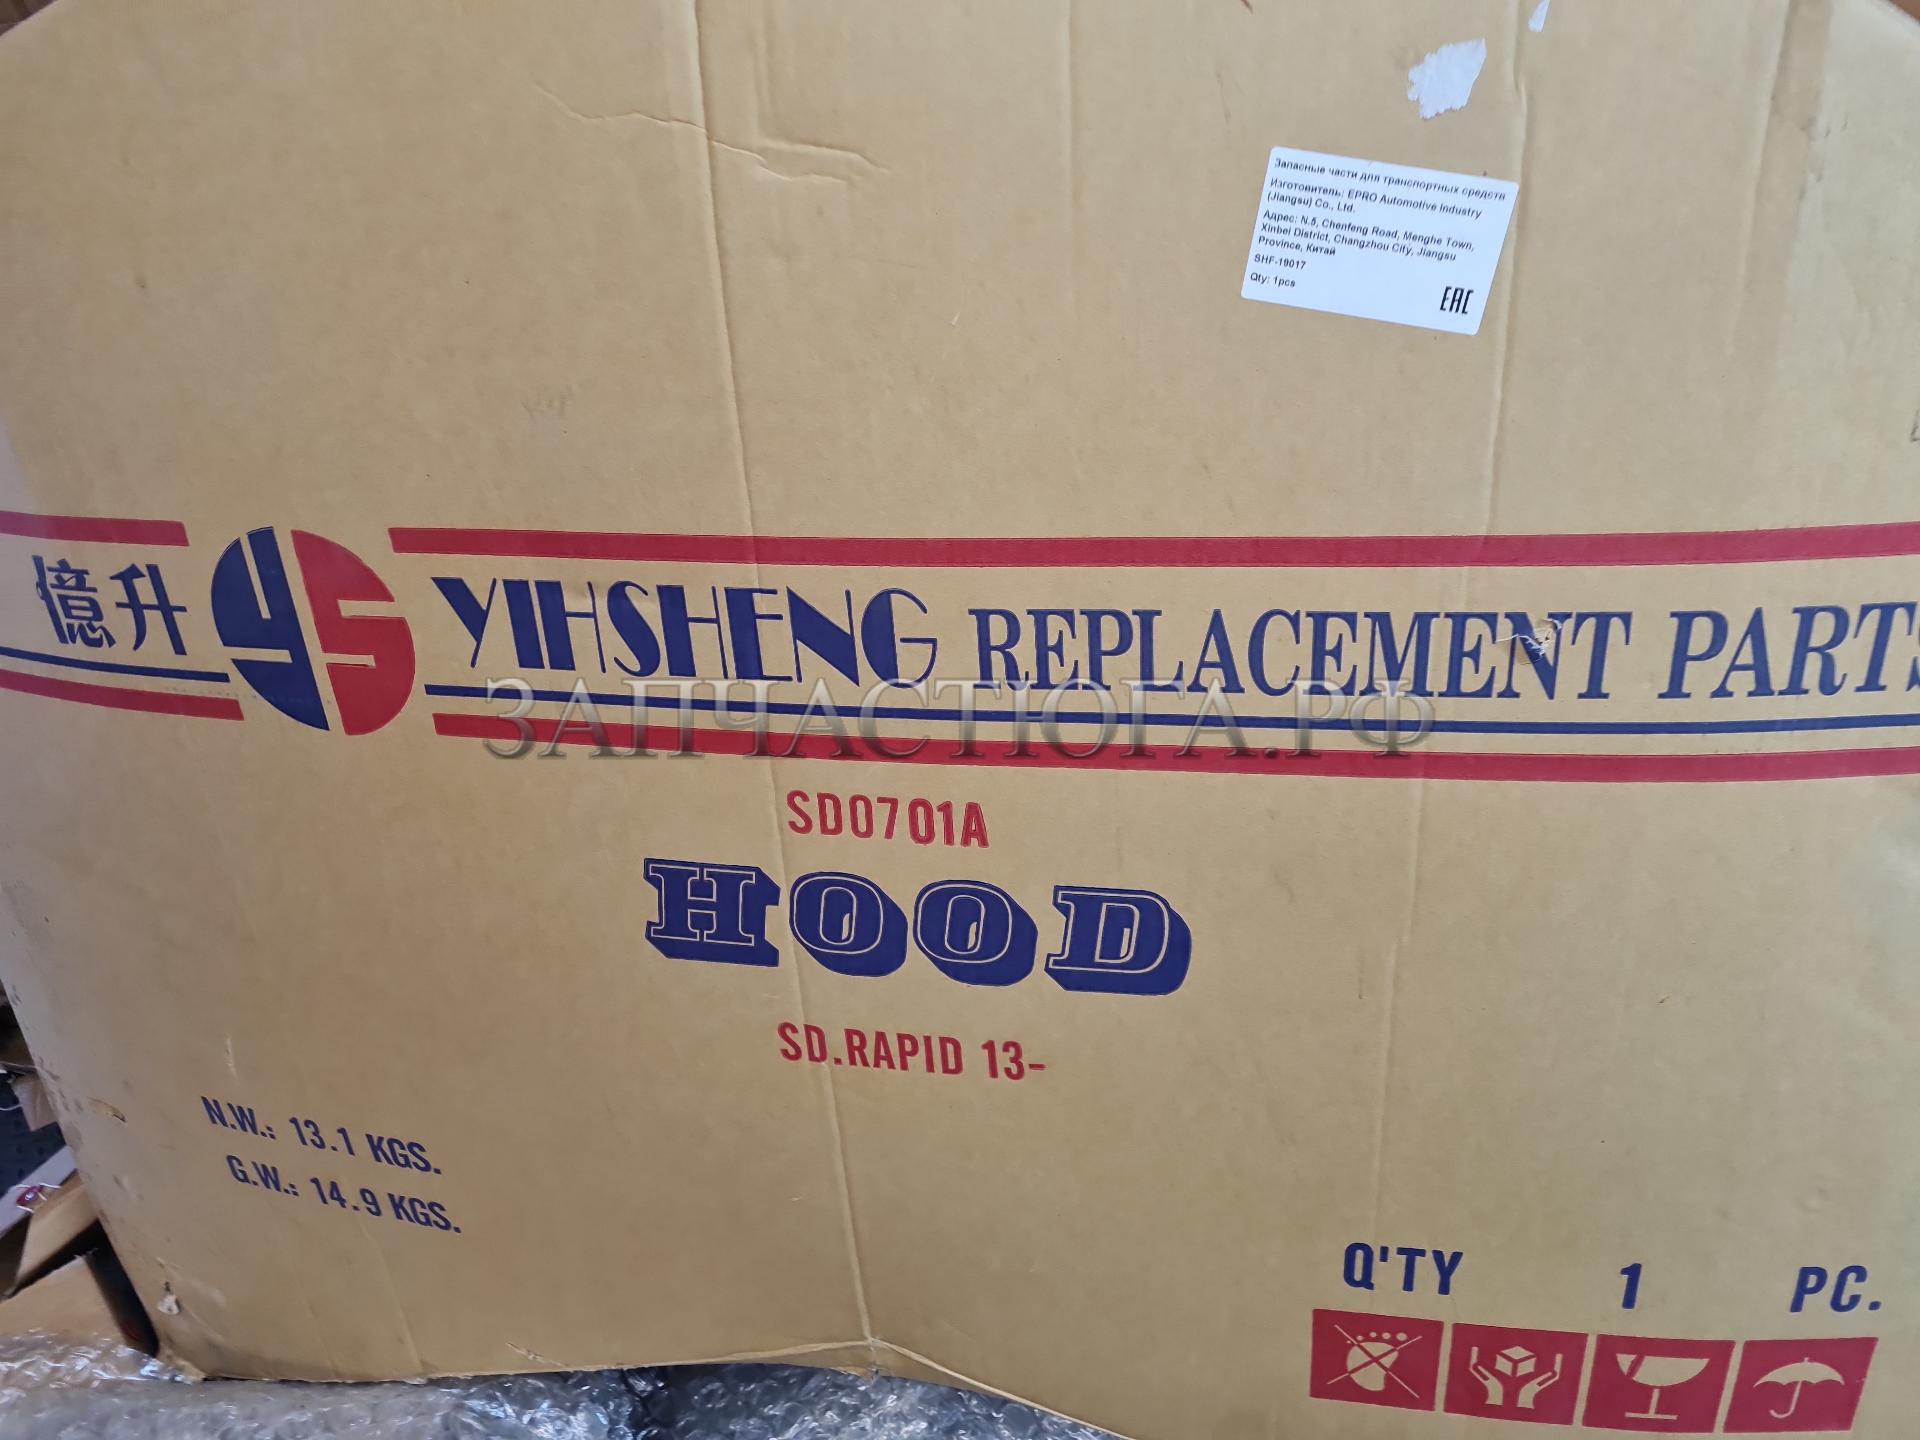 Запасные части для транспортных средств
Изготовитель: EPRO Automotive Industry
(Jiangsu) Co., Ltd.
Адрес: N.5, Chenfeng Road, Menghe Town,
Xinbei District, Changzhou City, Jiangsu
Province, Китай
SHF-19017
Qty: 1pcs
EAC
億升 YS YIHSHENG REPLACEMENT PARTS
ЗАПЧАСТЮГА.РФ
SD0701A
HOOD
SD.RAPID 13-
N.W.: 13.1 KGS.
G.W.: 14.9 KGS.
Q'TY 1 PC.